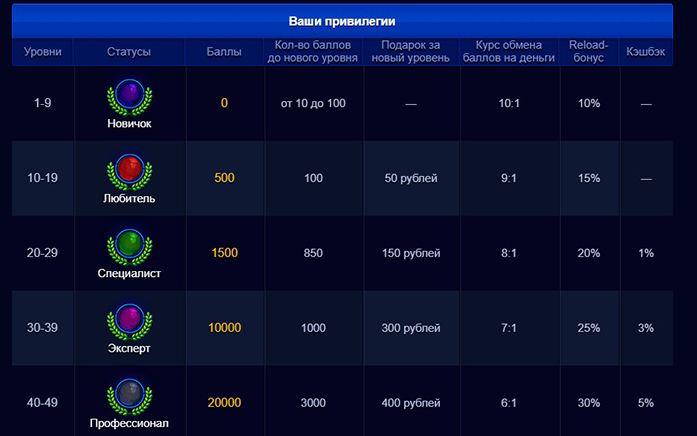 Ваши привилегии
Уровни Статусы Баллы Кол-во баллов до нового уровня Подарок за новый уровень Курс обмена баллов на деньги Reload-бонус Кэшбэк
1-9 Новичок 0 от 10 до 100 — 10:1 10% —
10-19 Любитель 500 100 50 рублей 9:1 15% —
20-29 Специалист 1500 850 150 рублей 8:1 20% 1%
30-39 Эксперт 10000 1000 300 рублей 7:1 25% 3%
40-49 Профессионал 20000 3000 400 рублей 6:1 30% 5%